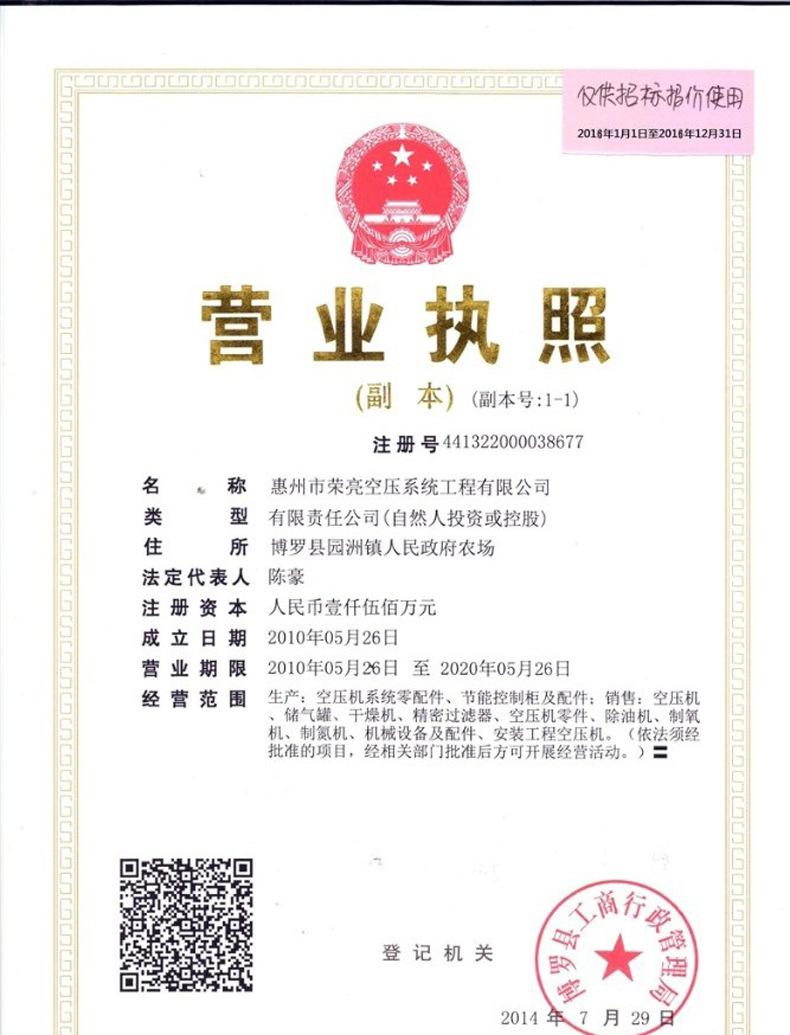 仅供招标报价使用
2016年1月1日至2016年12月31日
营业执照
(副 本) (副本号:1-1)
注册号441322000038677
名 称 惠州市荣亮空压系统工程有限公司
类 型 有限责任公司(自然人投资或控股)
住 所 博罗县园洲镇人民政府农场
法定代表人 陈豪
注册资本 人民币壹仟伍佰万元
成立日期 2010年05月26日
营业期限 2010年05月26日 至 2020年05月26日
经营范围 生产：空压机系统零配件、节能控制柜及配件；销售：空压机
、储气罐、干燥机、精密过滤器、空压机零件、除油机、制氧
机、制氮机、机械设备及配件、安装工程空压机。（依法须经
批准的项目，经相关部门批准后方可开展经营活动。）
登记机关
博罗县工商行政管理局
2014 年 7 月 29 日